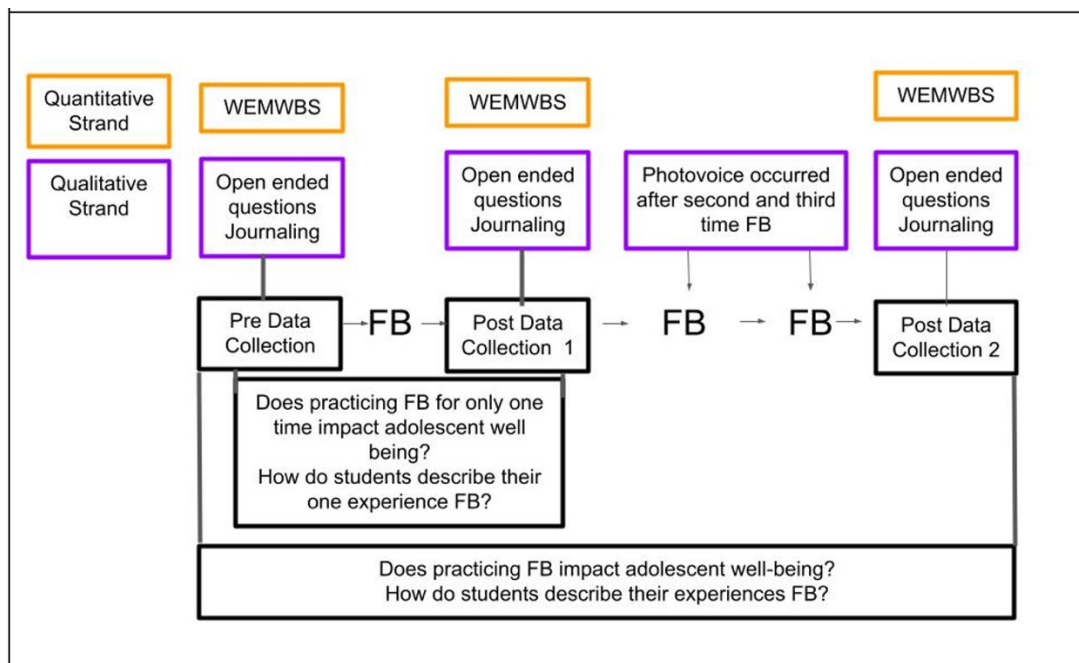 Quantitative
Strand
WEMWBS
WEMWBS
WEMWBS
Qualitative
Strand
Open ended
questions
Journaling
Open ended
questions
Journaling
Photovoice occurred
after second and third
time FB
Open ended
questions
Journaling
Pre Data
Collection
FB
Post Data
Collection 1
FB
FB
Post Data
Collection 2
Does practicing FB for only one
time impact adolescent well
being?
How do students describe their
one experience FB?
Does practicing FB impact adolescent well-being?
How do students describe their experiences FB?